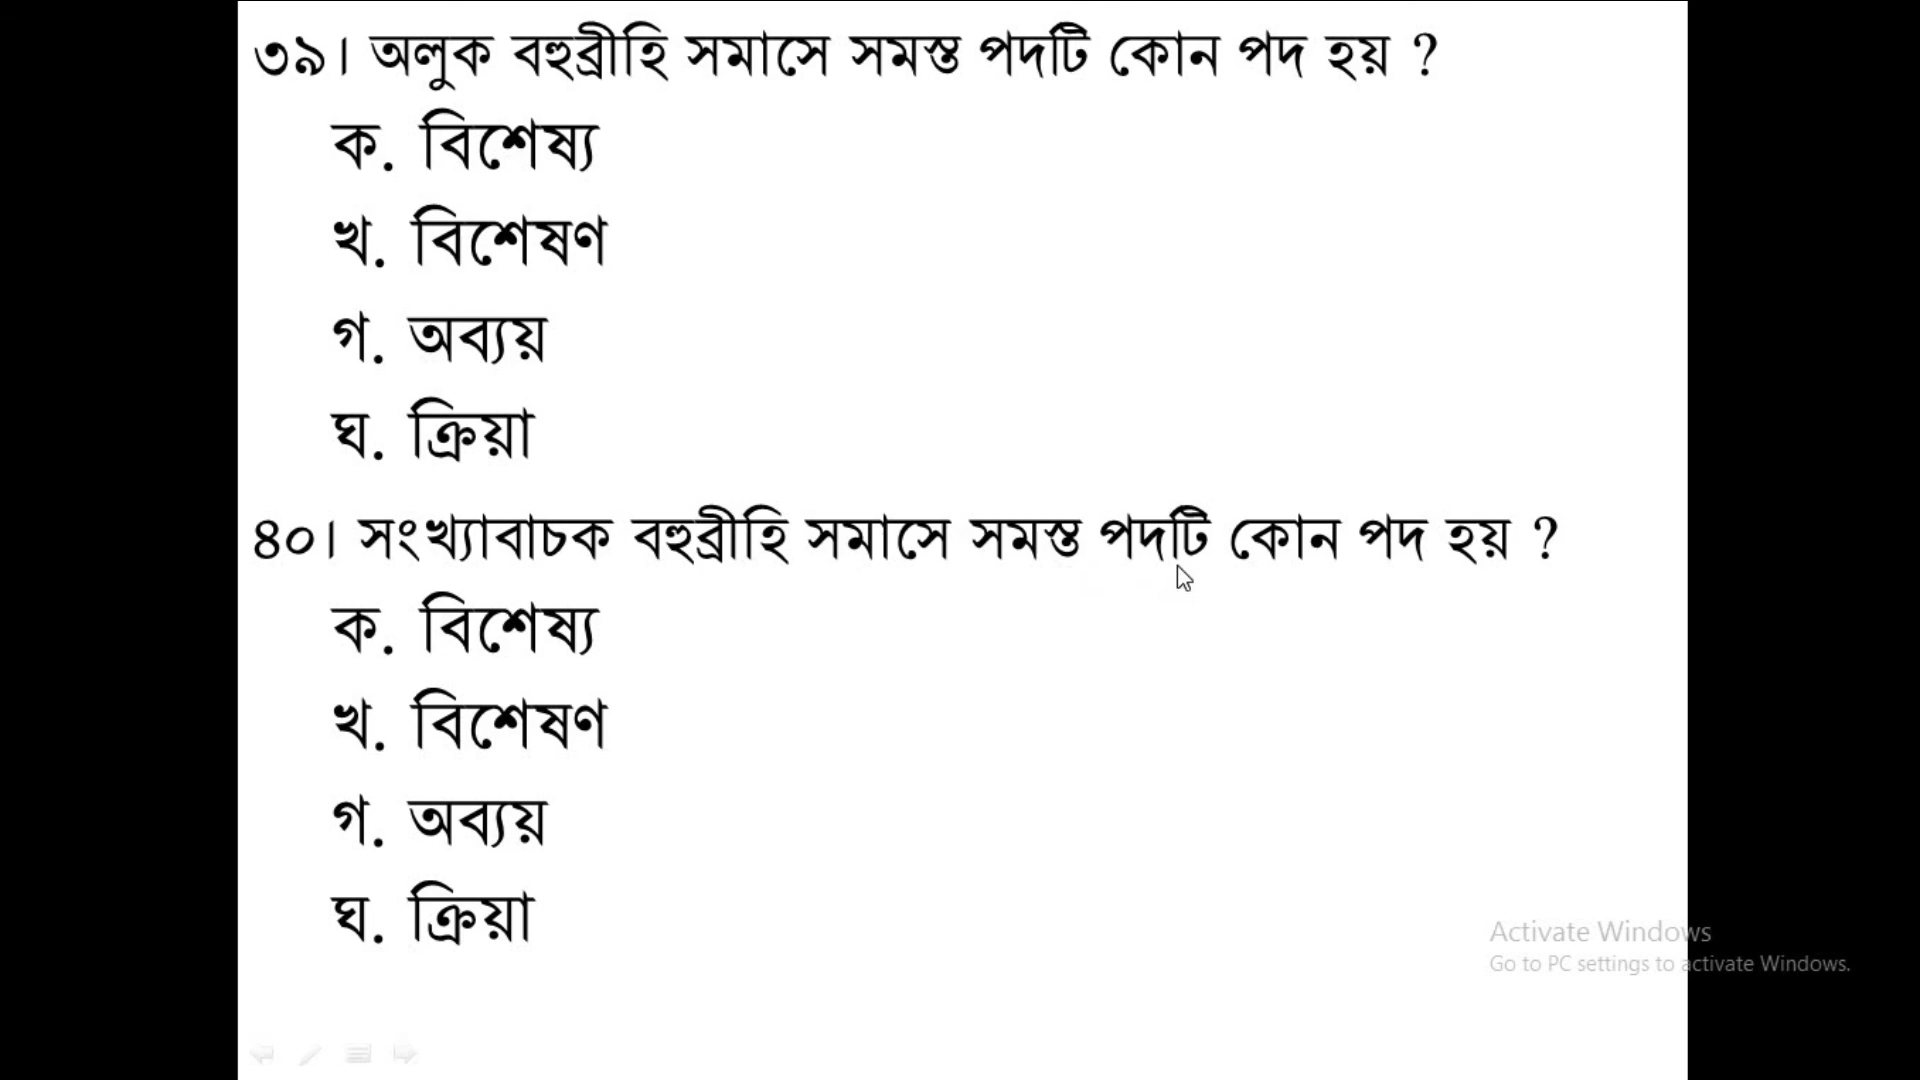 ৩৯। অলুক বহুব্রীহি সমাসে সমস্ত পদটি কোন পদ হয় ?
ক. বিশেষ্য
খ. বিশেষণ
গ. অব্যয়
ঘ. ক্রিয়া
৪০। সংখ্যাবাচক বহুব্রীহি সমাসে সমস্ত পদটি কোন পদ হয় ?
ক. বিশেষ্য
খ. বিশেষণ
গ. অব্যয়
ঘ. ক্রিয়া
Activate Windows
Go to PC settings to activate Windows.